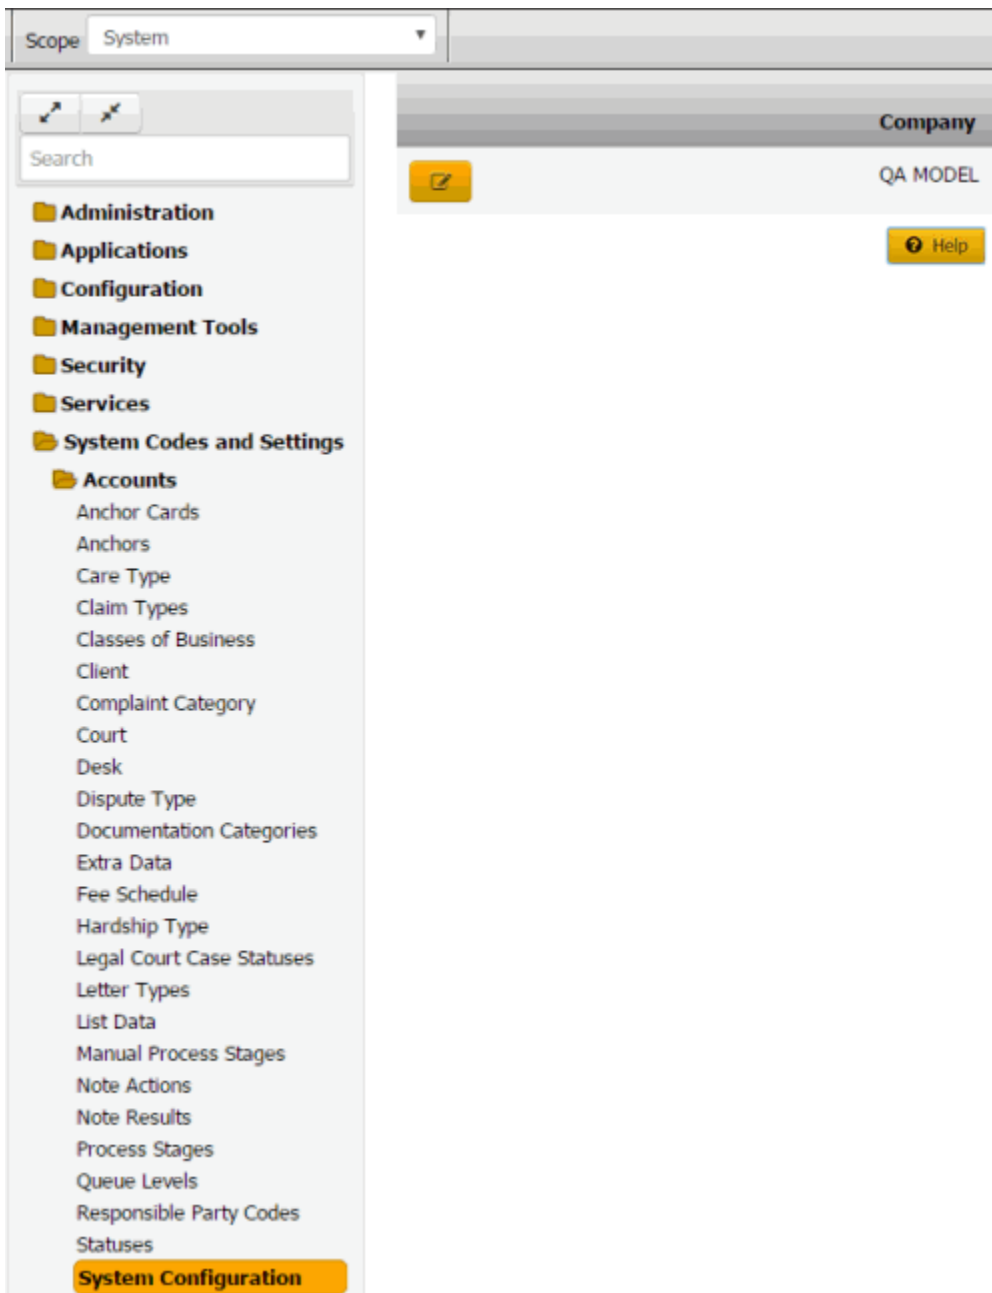 Scope System
Search
Company
QA MODEL
Help
Administration
Applications
Configuration
Management Tools
Security
Services
System Codes and Settings
Accounts
Anchor Cards
Anchors
Care Type
Claim Types
Classes of Business
Client
Complaint Category
Court
Desk
Dispute Type
Documentation Categories
Extra Data
Fee Schedule
Hardship Type
Legal Court Case Statuses
Letter Types
List Data
Manual Process Stages
Note Actions
Note Results
Process Stages
Queue Levels
Responsible Party Codes
Statuses
System Configuration